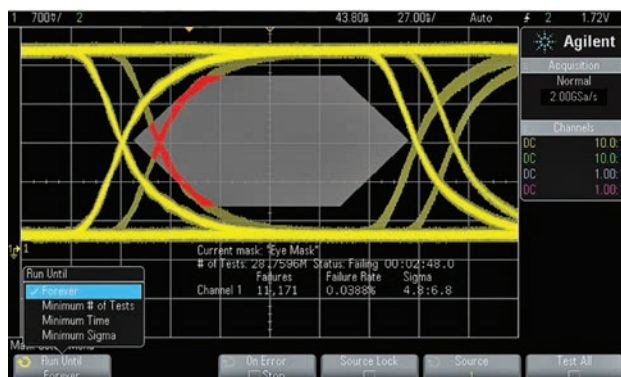 1 700▽/ 2 43.80s 27.00s/ Auto 2 1.72V
Agilent
Acquisition
Normal
2.00GSa/s
Channels
DC 10.0:
DC 10.0:
DC 1.00:
DC 1.00:
1
Current mask: "Eye Mask"
# of Tests: 28.7596M Status: Failing 00:02:48.0
Failures Failure Rate Sigma
Channel 1 11,171 0.0388% 4.8:6.8
Run Until
✓ Forever
Minimum # of Tests
Minimum Time
Minimum Sigma
Run Until On Error Source Lock Source Test All
Forever Stop 1